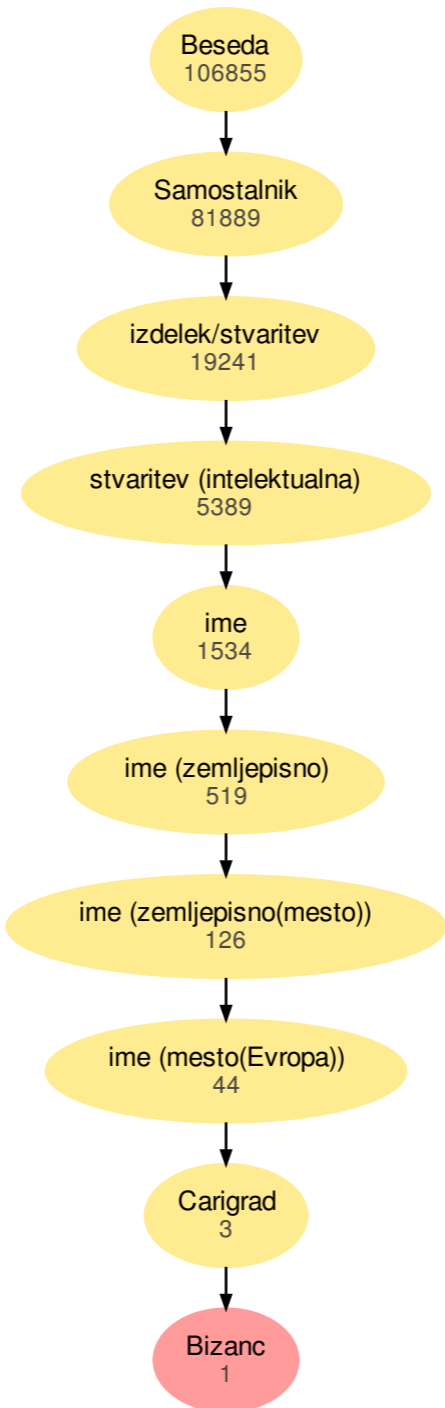 Beseda
106855
Samostalnik
81889
izdelek/stvaritev
19241
stvaritev (intelektualna)
5389
ime
1534
ime (zemljepisno)
519
ime (zemljepisno(mesto))
126
ime (mesto(Evropa))
44
Carigrad
3
Bizanc
1